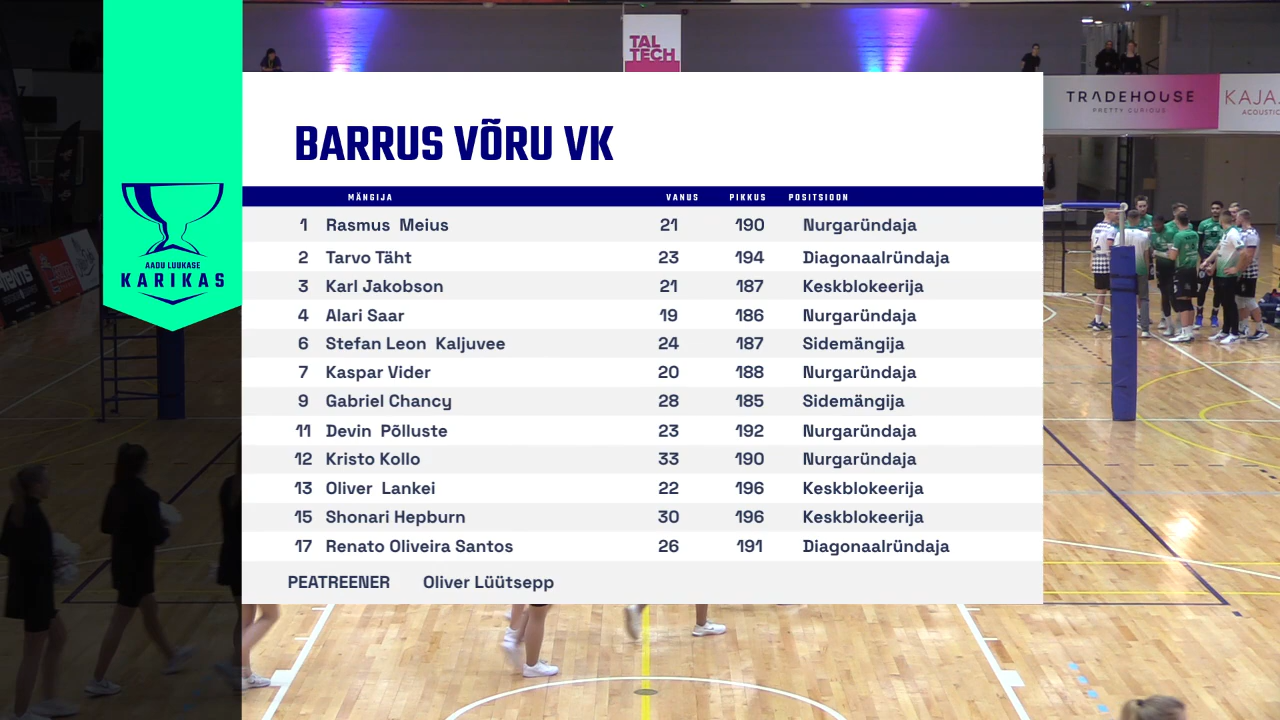 TAL
TECH
TRADEHOUSE
PRETTY CURIOUS
KAJA
ACOUSTIC
AADU LUUKASE
KARIKAS
BARRUS VÕRU VK
MÄNGIJA VANUS PIKKUS POSITSIOON
1 Rasmus Meius 21 190 Nurgaründaja
2 Tarvo Täht 23 194 Diagonaalründaja
3 Karl Jakobson 21 187 Keskblokeerija
4 Alari Saar 19 186 Nurgaründaja
6 Stefan Leon Kaljuvee 24 187 Sidemängija
7 Kaspar Vider 20 188 Nurgaründaja
9 Gabriel Chancy 28 185 Sidemängija
11 Devin Põlluste 23 192 Nurgaründaja
12 Kristo Kollo 33 190 Nurgaründaja
13 Oliver Lankei 22 196 Keskblokeerija
15 Shonari Hepburn 30 196 Keskblokeerija
17 Renato Oliveira Santos 26 191 Diagonaalründaja
PEATREENER Oliver Lüütsepp